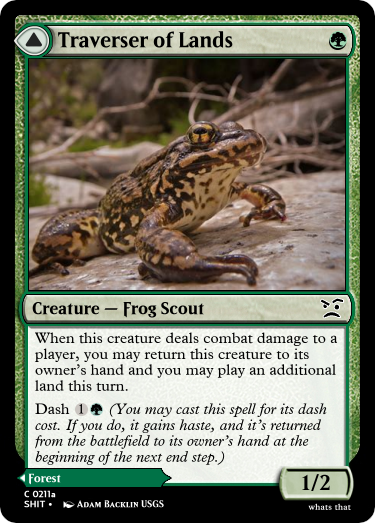 Traverser of Lands
Creature — Frog Scout
When this creature deals combat damage to a
player, you may return this creature to its
owner's hand and you may play an additional
land this turn.
Dash 1 (You may cast this spell for its dash
cost. If you do, it gains haste, and it's returned
from the battlefield to its owner's hand at the
beginning of the next end step.)
Forest
1/2
C 0211a
SHIT • Adam Backlin USGS
whats that